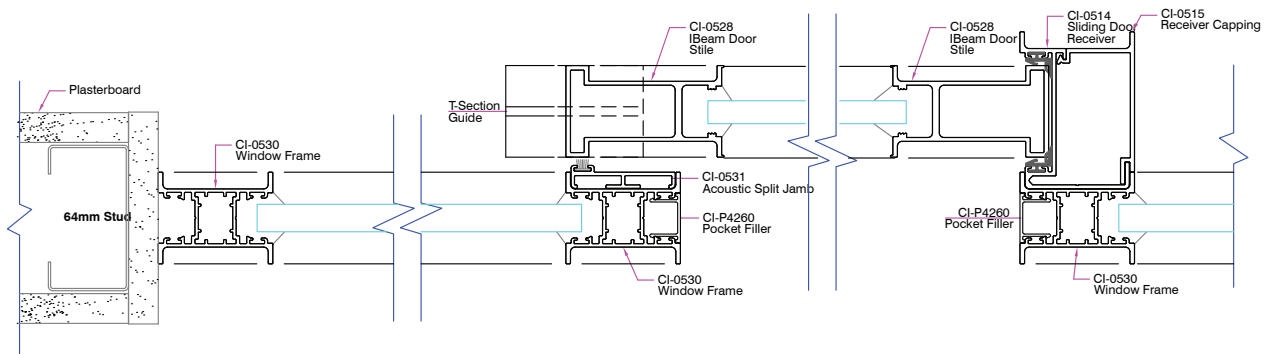 CI-0528
IBeam Door
Stile
CI-0528
IBeam Door
Stile
CI-0514
Sliding Door
Receiver
CI-0515
Receiver Capping
Plasterboard
T-Section
Guide
CI-0530
Window Frame
CI-0531
Acoustic Split Jamb
64mm Stud
CI-P4260
Pocket Filler
CI-P4260
Pocket Filler
CI-0530
Window Frame
CI-0530
Window Frame